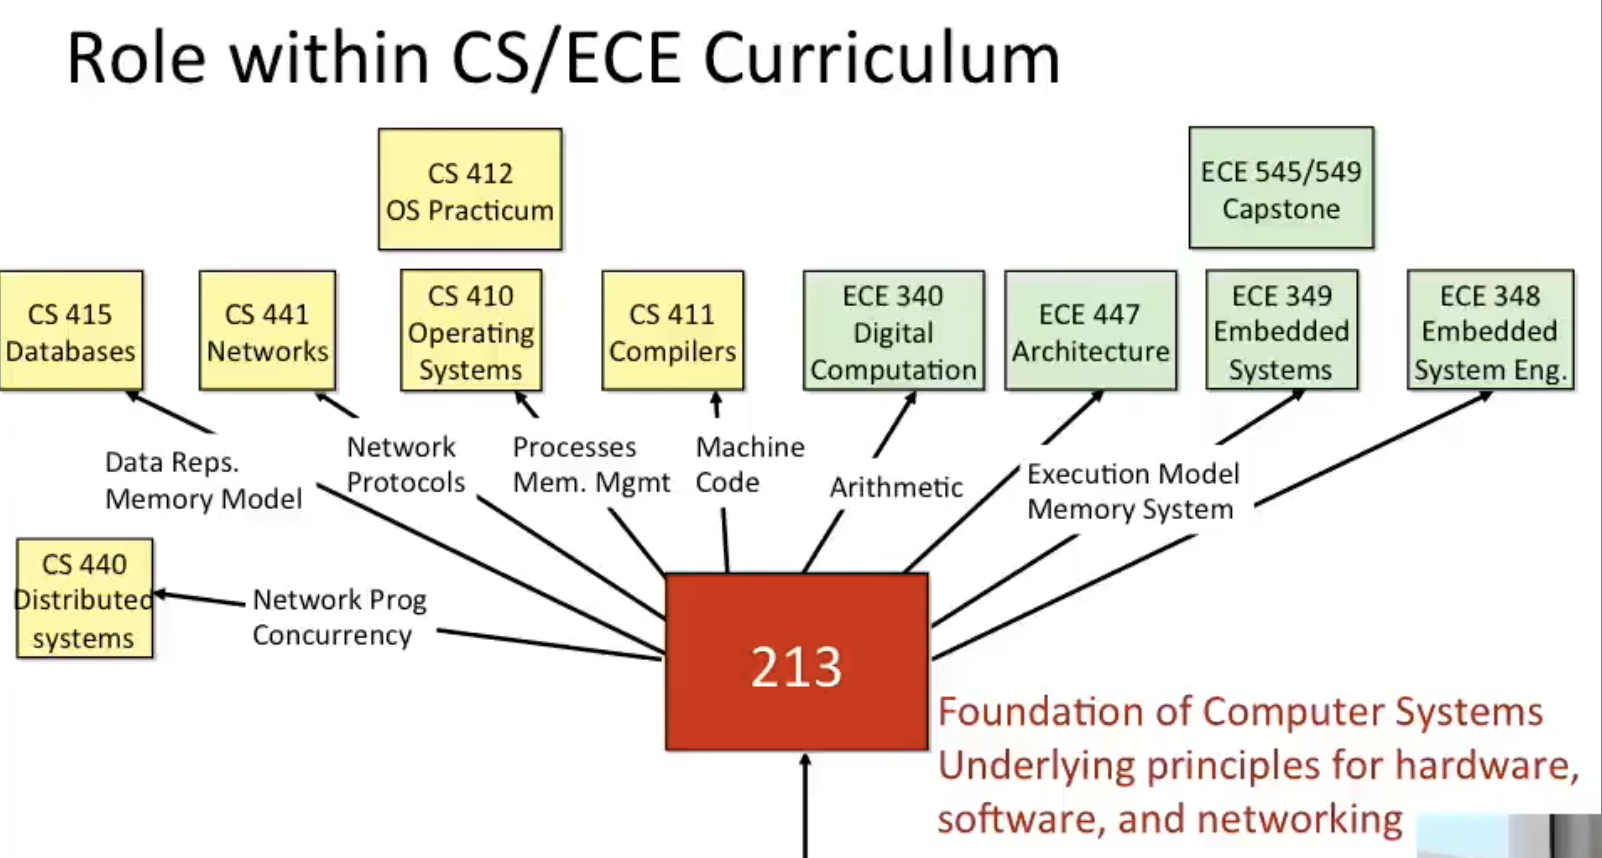 Role within CS/ECE Curriculum
CS 412
OS Practicum
ECE 545/549
Capstone
CS 415
Databases
CS 441
Networks
CS 410
Operating
Systems
CS 411
Compilers
ECE 340
Digital
Computation
ECE 447
Architecture
ECE 349
Embedded
Systems
ECE 348
Embedded
System Eng.
Data Reps.
Memory Model
Network
Protocols
Processes
Mem. Mgmt
Machine
Code
Arithmetic
Execution Model
Memory System
CS 440
Distributed
systems
Network Prog
Concurrency
213
Foundation of Computer Systems
Underlying principles for hardware,
software, and networking